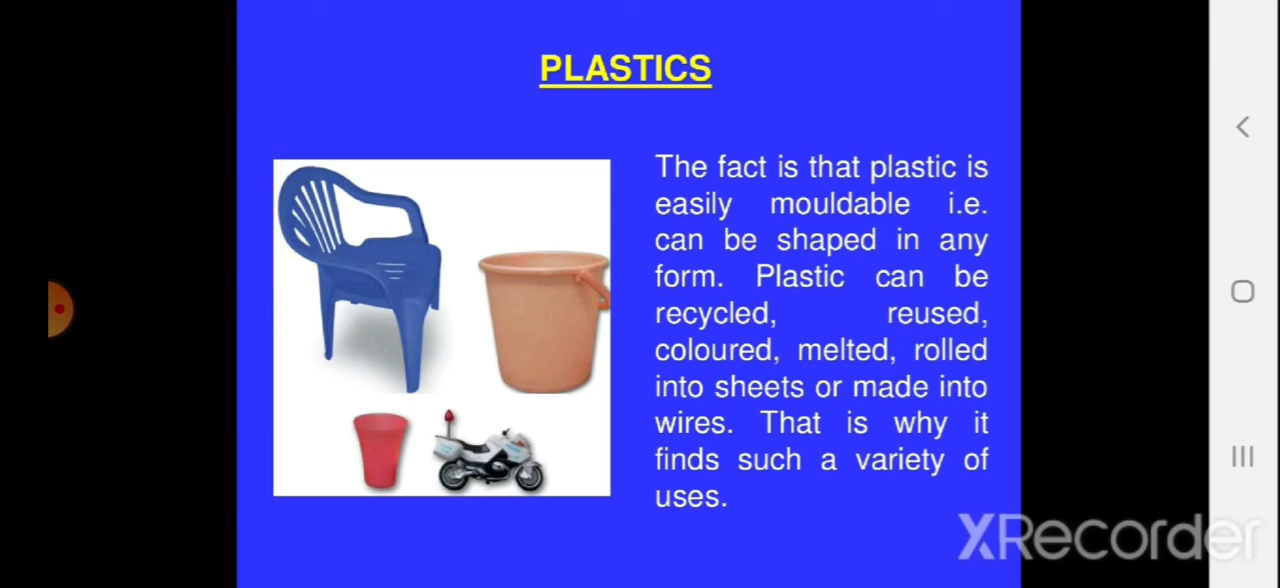 PLASTICS
The fact is that plastic is
easily mouldable i.e.
can be shaped in any
form. Plastic can be
recycled, reused,
coloured, melted, rolled
into sheets or made into
wires. That is why it
finds such a variety of
uses.
XRecorder